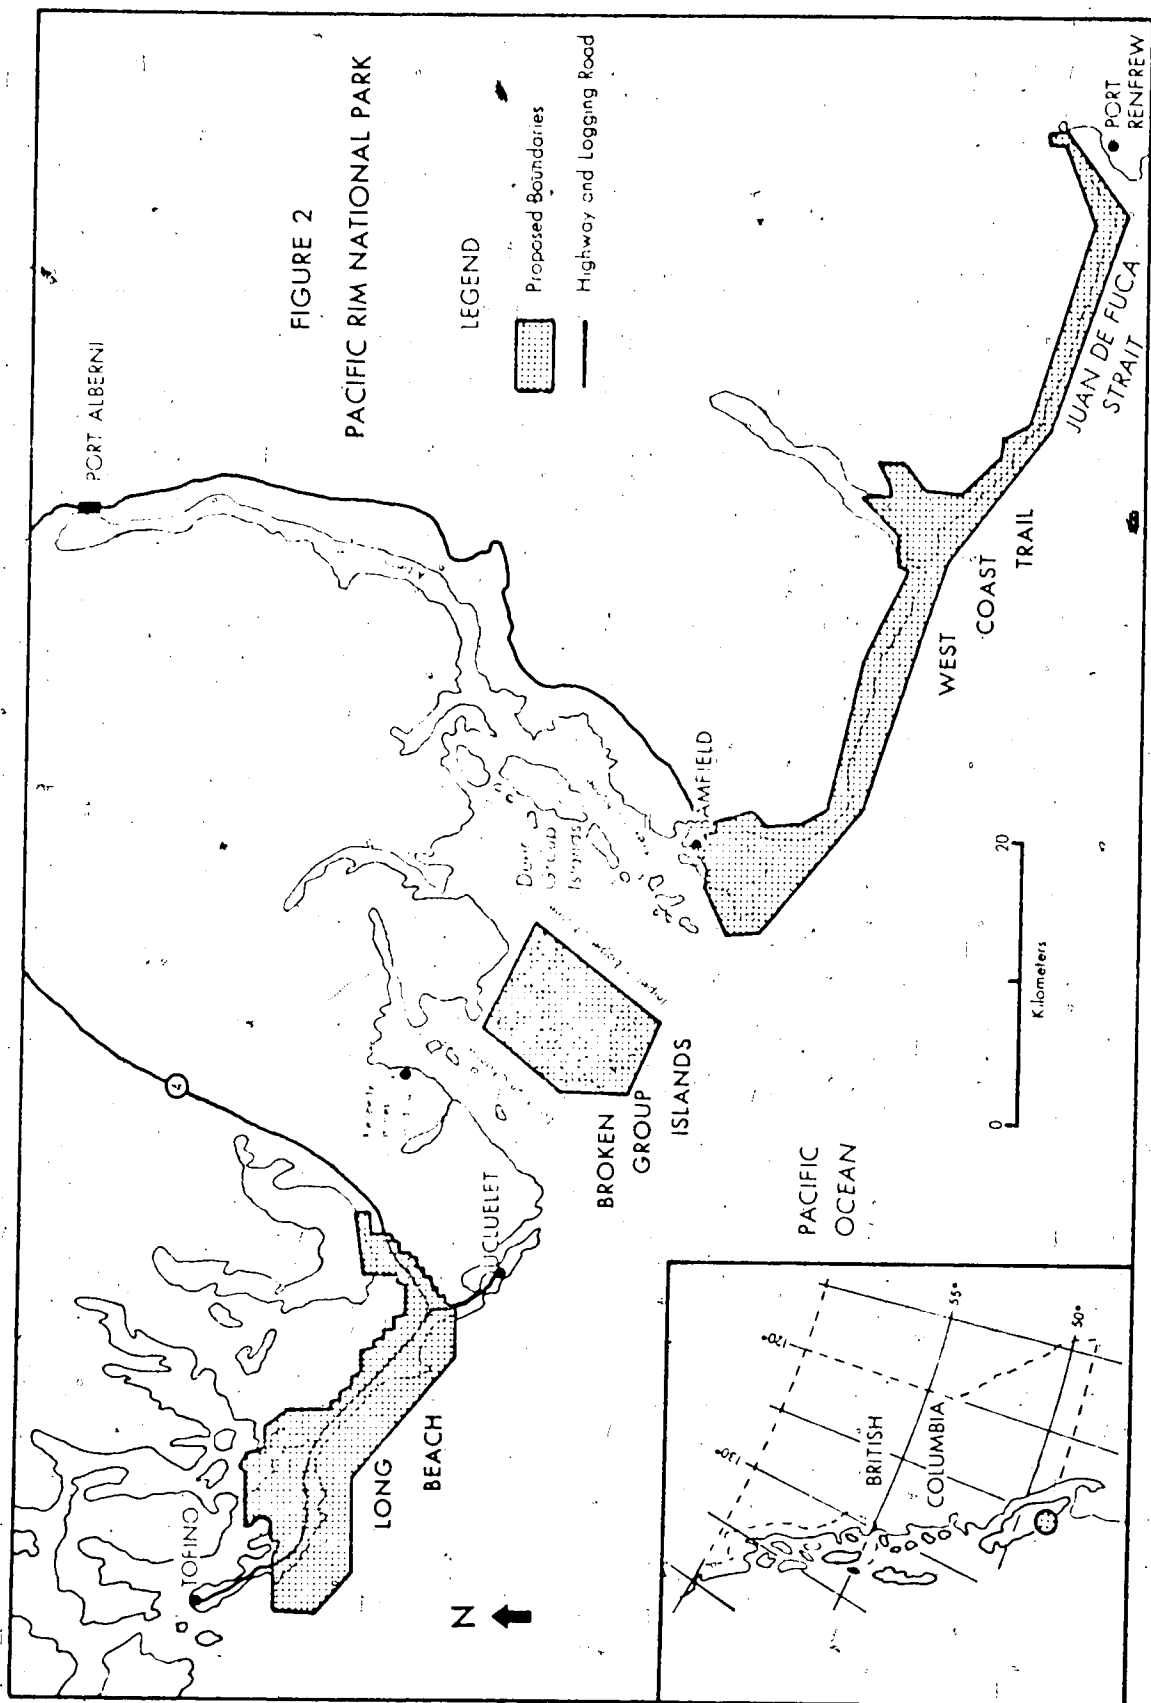 FIGURE 2
PACIFIC RIM NATIONAL PARK
LEGEND
Proposed Boundaries
Highway and Logging Road
PORT ALBERNI
4
TOFINO
UCLUELET
LONG
BEACH
BROKEN
GROUP
ISLANDS
Group
Islands
BAMFIELD
WEST
COAST
TRAIL
JUAN DE FUCA
STRAIT
PORT
RENFREW
PACIFIC
OCEAN
0
20
Kilometers
N
BRITISH
COLUMBIA
130°
120°
55°
50°